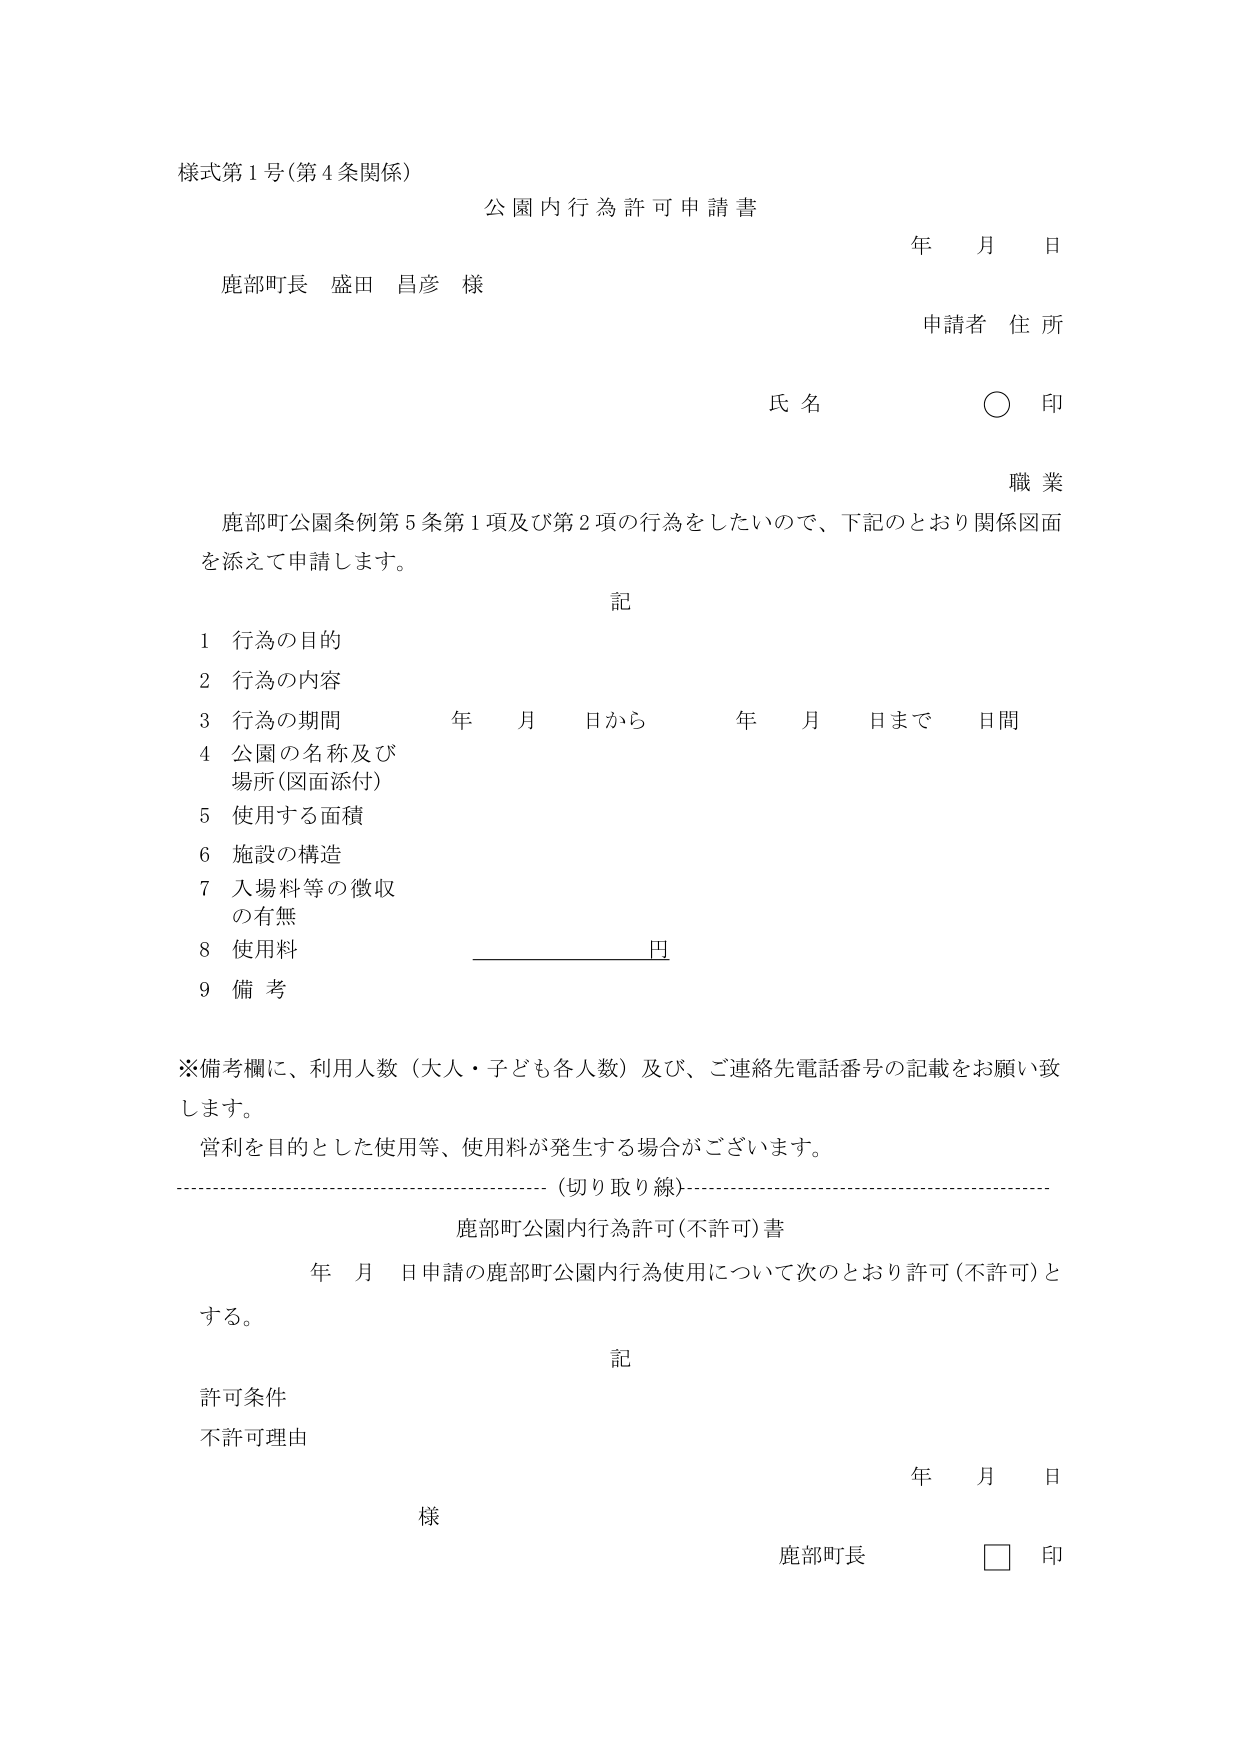 様式第1号(第4条関係)
公園内行為許可申請書
年　月　日
鹿部町長　盛田　昌彦　様
申請者　住 所
氏 名　○　印
職 業
鹿部町公園条例第5条第1項及び第2項の行為をしたいので、下記のとおり関係図面
を添えて申請します。
記
1　行為の目的
2　行為の内容
3　行為の期間　年　月　日から　年　月　日まで　日間
4　公園の名称及び
場所(図面添付)
5　使用する面積
6　施設の構造
7　入場料等の徴収
の有無
8　使用料　円
9　備 考
※備考欄に、利用人数（大人・子ども各人数）及び、ご連絡先電話番号の記載をお願い致
します。
営利を目的とした使用等、使用料が発生する場合がございます。
---------------------------------------------------(切り取り線)--------------------------------------------------
鹿部町公園内行為許可(不許可)書
年　月　日申請の鹿部町公園内行為使用について次のとおり許可(不許可)と
する。
記
許可条件
不許可理由
年　月　日
様
鹿部町長　□　印